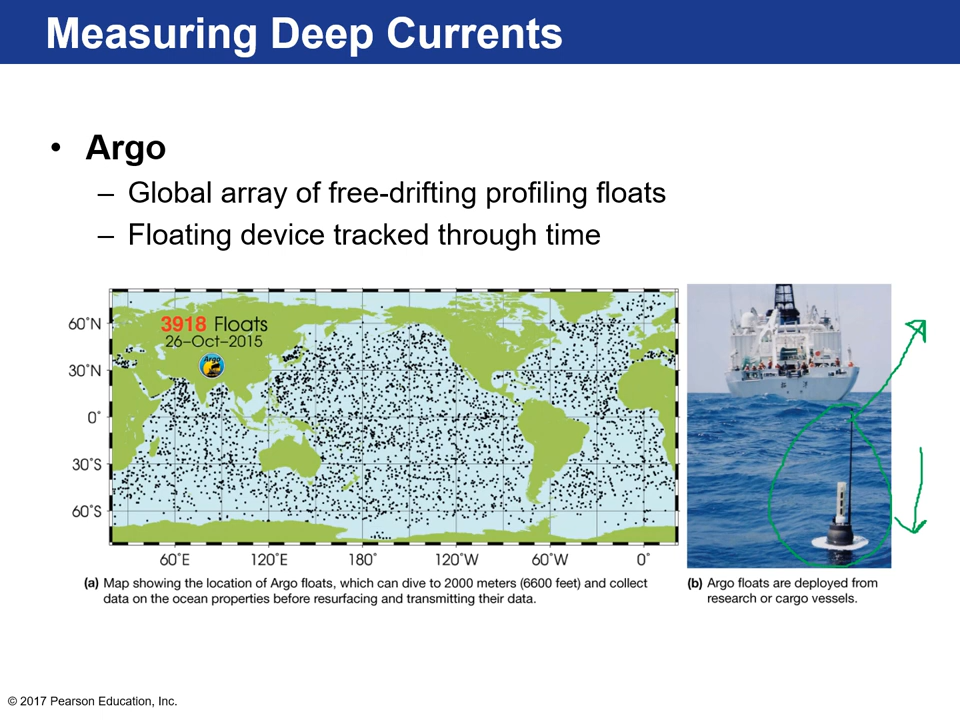 Measuring Deep Currents
• Argo
– Global array of free-drifting profiling floats
– Floating device tracked through time
3918 Floats
26-Oct-2015
Argo
60°N
30°N
0°
30°S
60°S
60°E 120°E 180° 120°W 60°W 0°
(a) Map showing the location of Argo floats, which can dive to 2000 meters (6600 feet) and collect
data on the ocean properties before resurfacing and transmitting their data.
(b) Argo floats are deployed from
research or cargo vessels.
© 2017 Pearson Education, Inc.